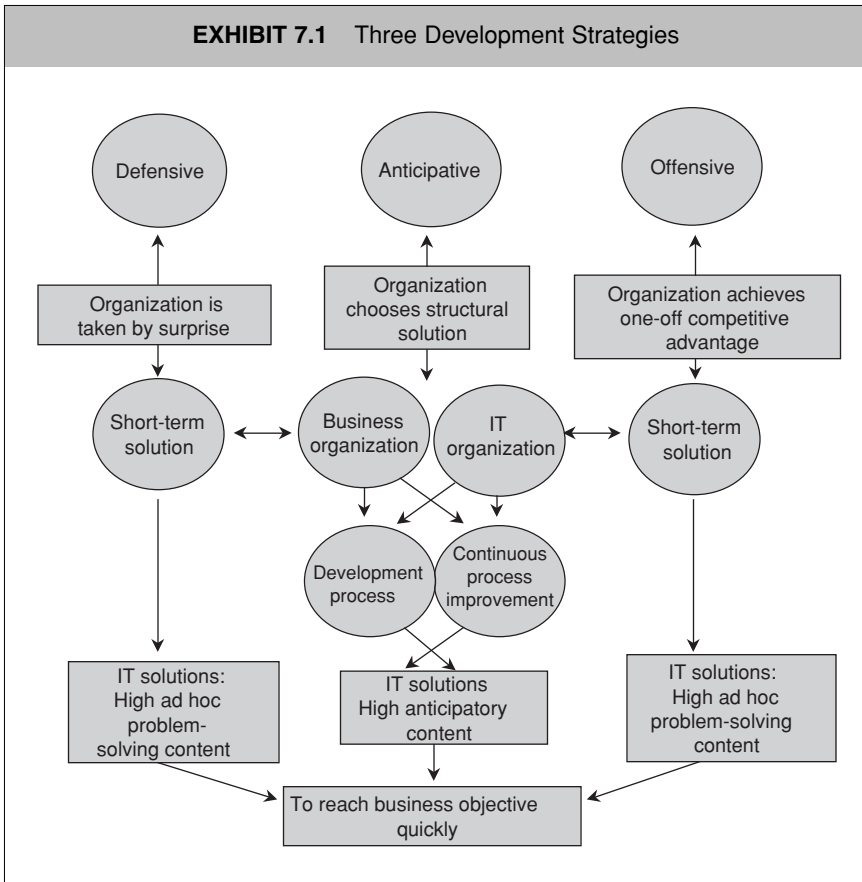 EXHIBIT 7.1 Three Development Strategies
Defensive
Anticipative
Offensive
Organization is
taken by surprise
Organization
chooses structural
solution
Organization achieves
one-off competitive
advantage
Short-term
solution
Business
organization
IT
organization
Short-term
solution
Development
process
Continuous
process
improvement
IT solutions:
High ad hoc
problem-
solving content
IT solutions
High anticipatory
content
IT solutions:
High ad hoc
problem-solving
content
To reach business objective
quickly